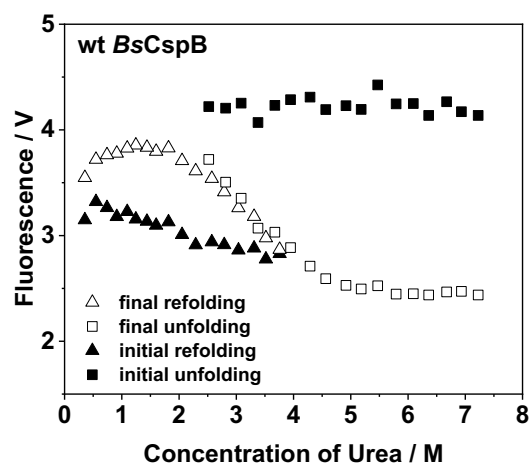 wt BsCspB
5
4
3
2
Fluorescence / V
final refolding
final unfolding
initial refolding
initial unfolding
0 1 2 3 4 5 6 7 8
Concentration of Urea / M